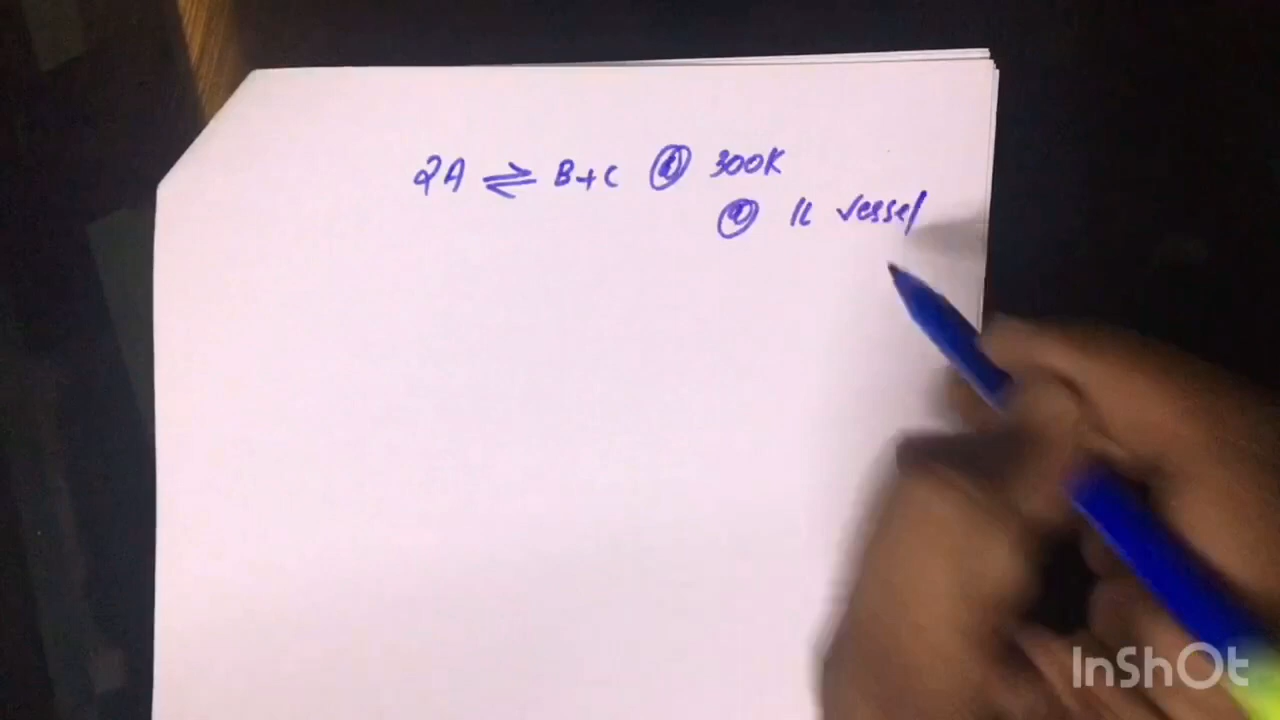 2A ⇌ B+C @ 300K
@ 1L vessel
InShOt